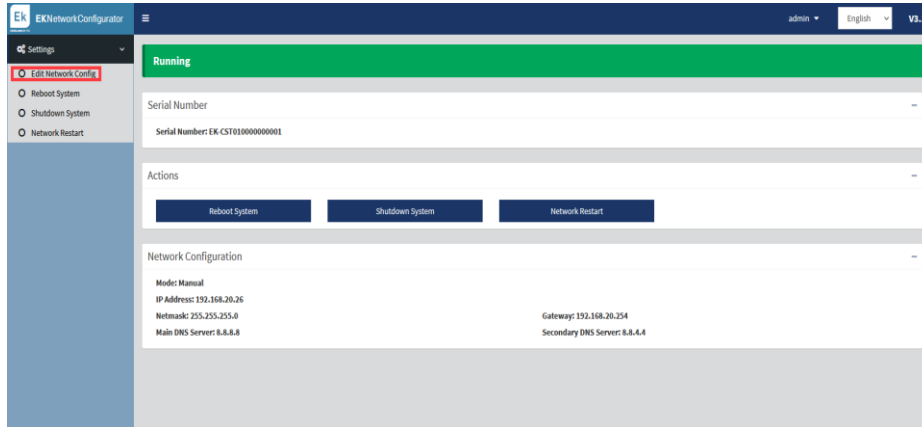 Ek EKNetworkConfigurator
admin English V3.
Settings
Edit Network Config
Reboot System
Shutdown System
Network Restart
Running
Serial Number
Serial Number: EK-CST010000000001
Actions
Reboot System Shutdown System Network Restart
Network Configuration
Mode: Manual
IP Address: 192.168.20.26
Netmask: 255.255.255.0 Gateway: 192.168.20.254
Main DNS Server: 8.8.8.8 Secondary DNS Server: 8.8.4.4